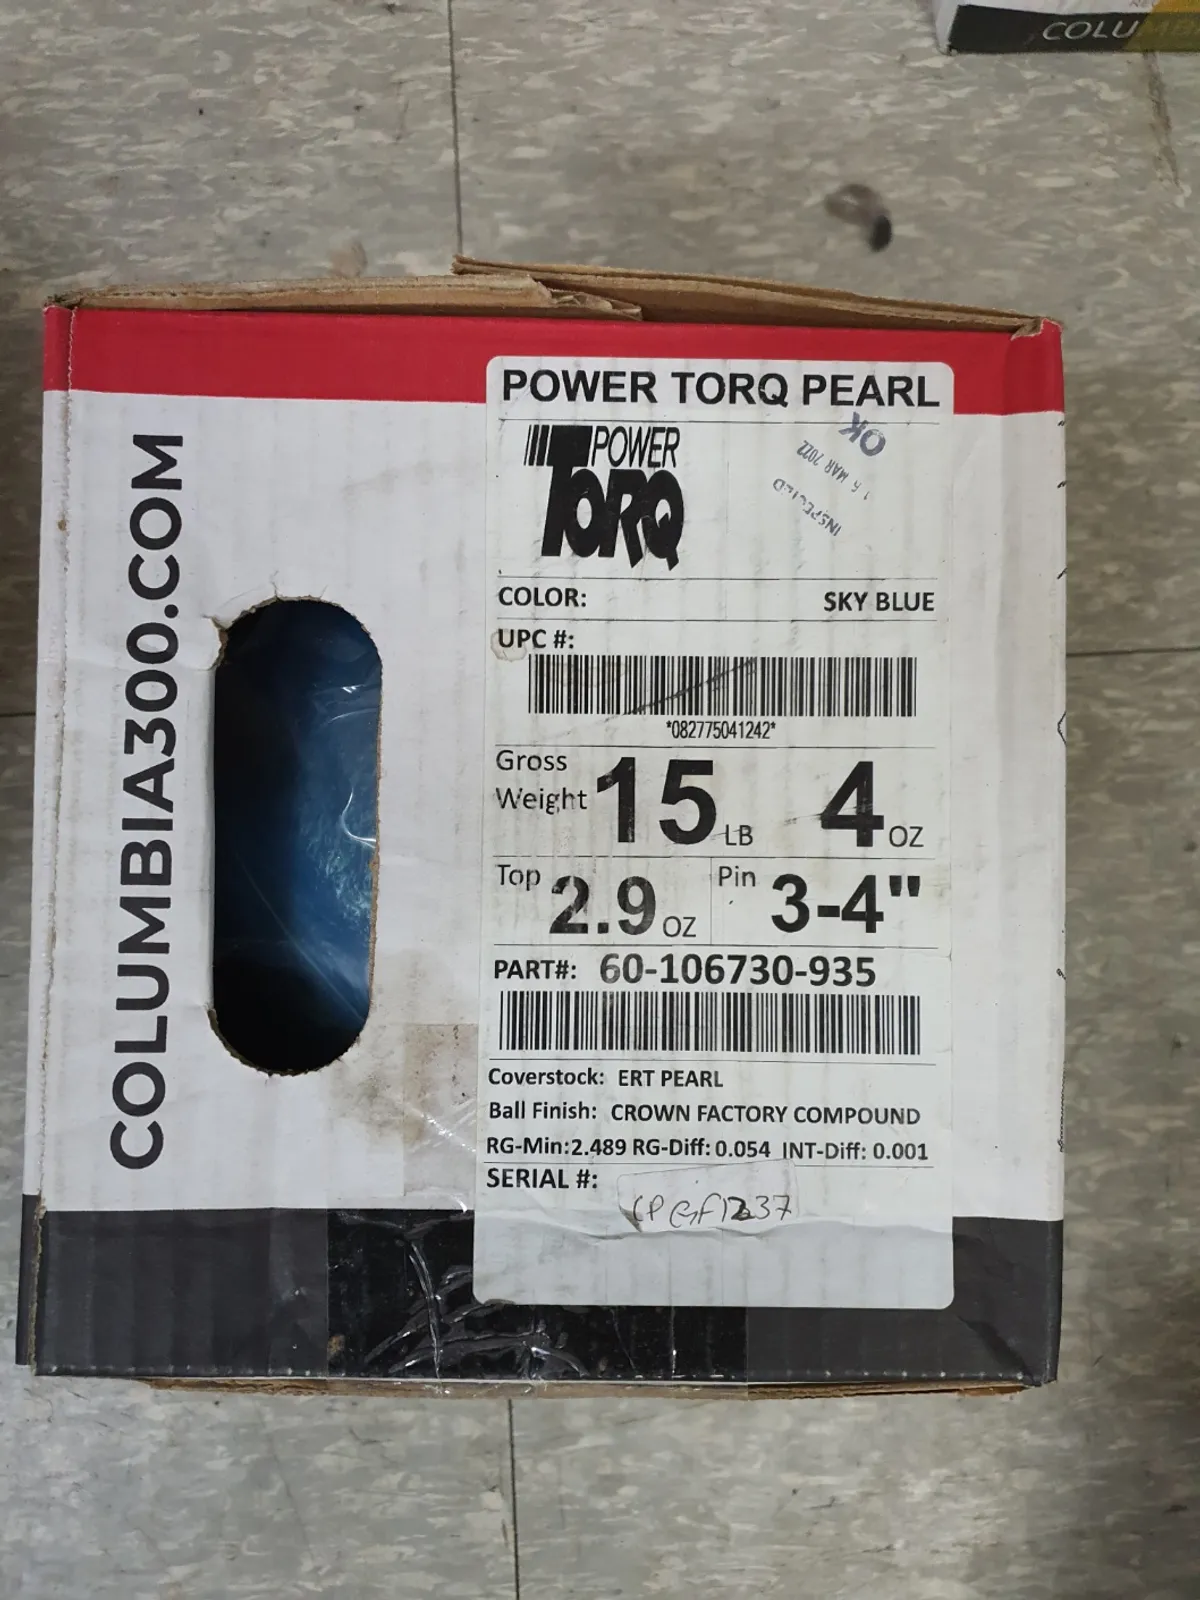 COLU
COLUMBIA300.COM
POWER TORQ PEARL
POWER
TORQ
OK
16 MAR 2022
INSPECTED
COLOR: SKY BLUE
UPC #:
*082775041242*
Gross
Weight 15 LB 4 OZ
Top 2.9 OZ Pin 3-4"
PART#: 60-106730-935
Coverstock: ERT PEARL
Ball Finish: CROWN FACTORY COMPOUND
RG-Min:2.489 RG-Diff: 0.054 INT-Diff: 0.001
SERIAL #: